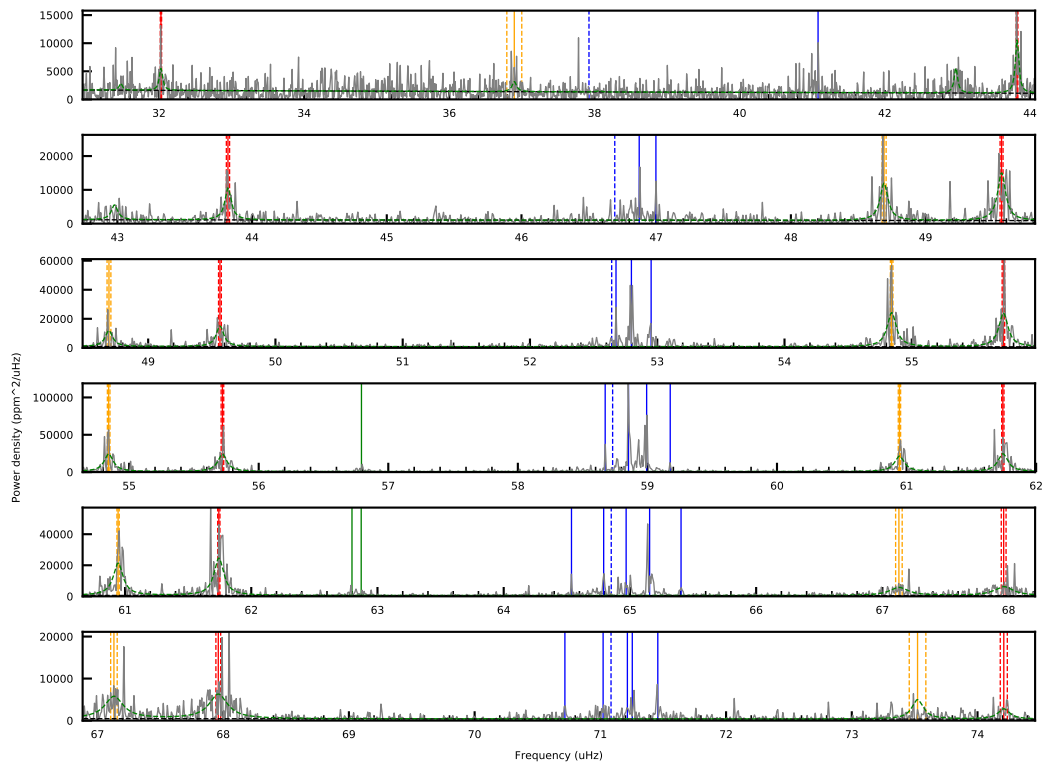 15000
10000
5000
0
32 34 36 38 40 42 44
20000
10000
0
43 44 45 46 47 48 49
60000
40000
20000
0
49 50 51 52 53 54 55
Power density (ppm^2/uHz)
100000
50000
0
55 56 57 58 59 60 61 62
40000
20000
0
61 62 63 64 65 66 67 68
20000
10000
0
67 68 69 70 71 72 73 74
Frequency (uHz)